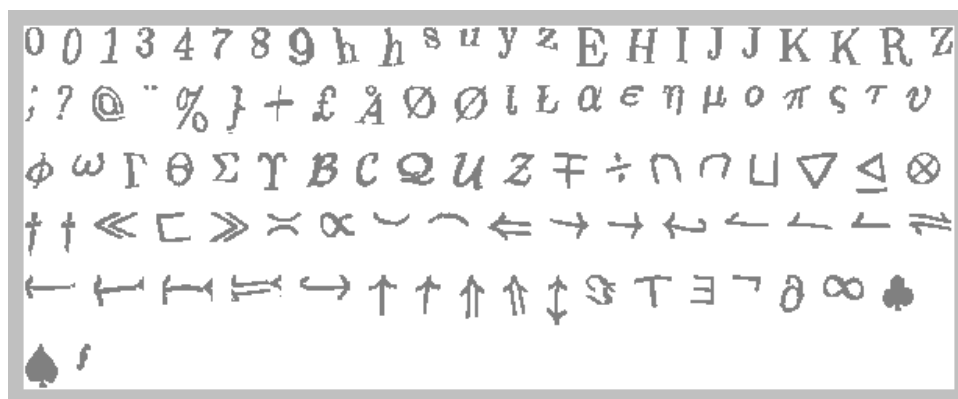 0 0 1 3 4 7 8 9 h h s u y z E H I J J K K R Z
; ? @ ¨ % } + £ Å Ø Ø ł Ł α ϵ η μ ο π ς τ υ
ϕ ω Γ Θ Σ Υ ℬ 𝒞 𝒬 𝒰 𝒵 ∓ ÷ ∩ ∩ ⊔ ▽ ⊴ ⊗
† † ≪ ⊏ ≫ ≍ ∝ ⌣ ⌢ ⇐ → → ↩ ↼ ↼ ↼ ⇌
← ↦ ↪ ↑ ↑ ⇑ ⇑ ↕ ℑ ⊤ ∃ ¬ ∂ ∞ ♣
♠